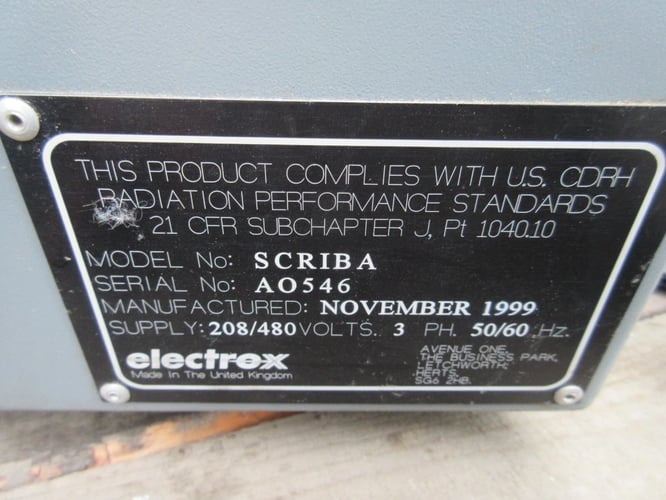 THIS PRODUCT COMPLIES WITH U.S. CDRH
RADIATION PERFORMANCE STANDARDS
21 CFR SUBCHAPTER J, Pt 1040.10
MODEL No: SCRIBA
SERIAL No: AO546
MANUFACTURED: NOVEMBER 1999
SUPPLY: 208/480 VOLTS. 3 PH. 50/60 Hz.
electrox
Made In The United Kingdom
AVENUE ONE,
THE BUSINESS PARK,
LETCHWORTH,
HERTS.
SG6 2HB.